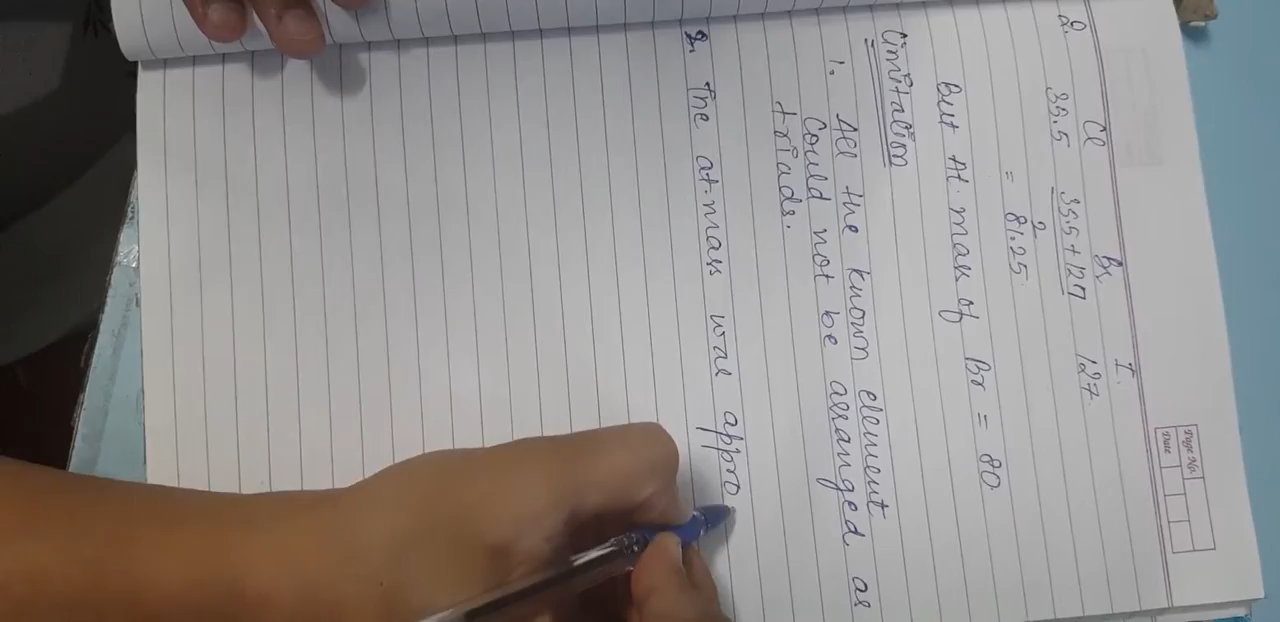 Page No.
Date
2. Cl Br I.
35.5 35.5 + 127 127
2
= 81.25
But At. mass of Br = 80
limitation
1. All the known element
could not be arranged as
triads.
2. The at. mass was appro